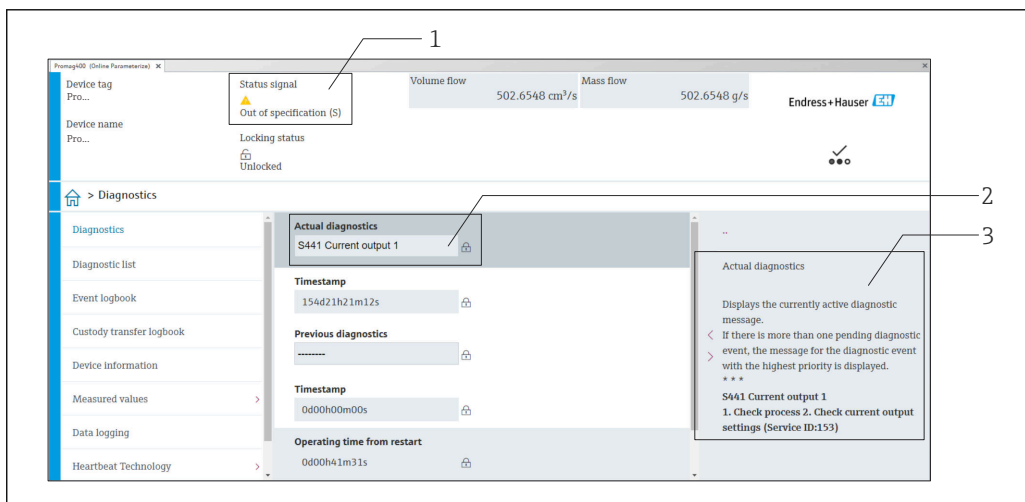 1
Promag400 (Online Parameterize) ×
×
Device tag
Pro...
Device name
Pro...
Status signal
Out of specification (S)
Locking status
Unlocked
Volume flow
502.6548 cm³/s
Mass flow
502.6548 g/s
Endress+Hauser EH
> Diagnostics
2
3
Diagnostics
Diagnostic list
Event logbook
Custody transfer logbook
Device information
Measured values >
Data logging
Heartbeat Technology >
Actual diagnostics
S441 Current output 1
Timestamp
154d21h21m12s
Previous diagnostics
--------
Timestamp
0d00h00m00s
Operating time from restart
0d00h41m31s
..
Actual diagnostics
Displays the currently active diagnostic
message.
If there is more than one pending diagnostic
event, the message for the diagnostic event
with the highest priority is displayed.
* * *
S441 Current output 1
1. Check process 2. Check current output
settings (Service ID:153)